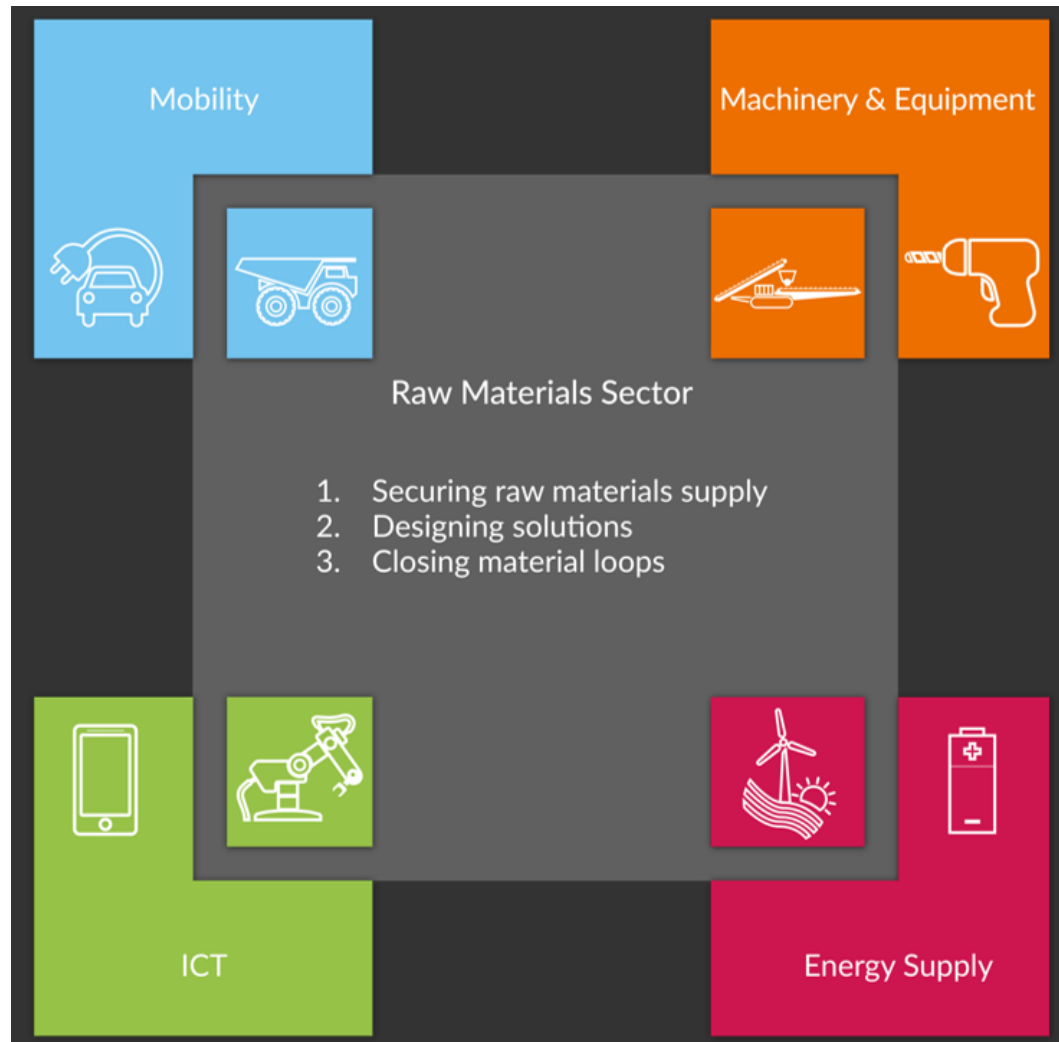 Mobility
Machinery & Equipment
Raw Materials Sector
1. Securing raw materials supply
2. Designing solutions
3. Closing material loops
ICT
Energy Supply